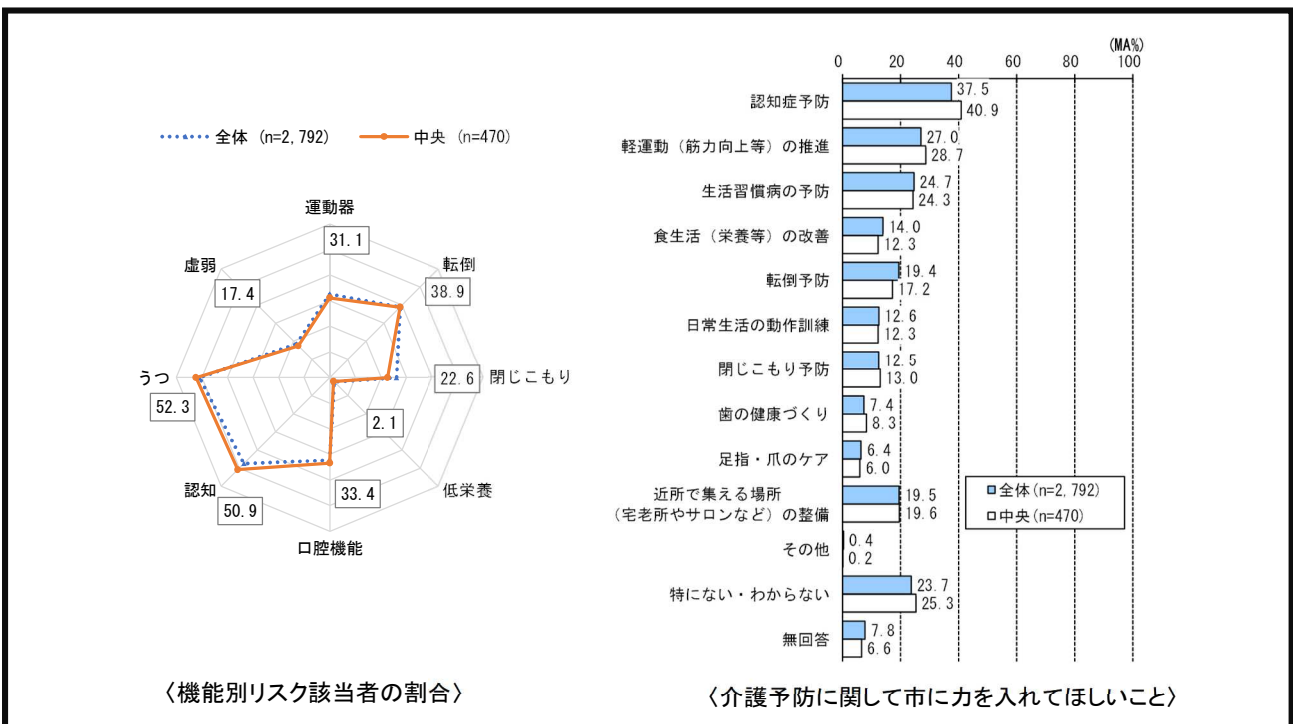 全体 (n=2,792)
中央 (n=470)
運動器
31.1
転倒
38.9
閉じこもり
22.6
低栄養
2.1
口腔機能
33.4
認知
50.9
うつ
52.3
虚弱
17.4
〈機能別リスク該当者の割合〉
(MA%)
0 20 40 60 80 100
認知症予防
37.5
40.9
軽運動（筋力向上等）の推進
27.0
28.7
生活習慣病の予防
24.7
24.3
食生活（栄養等）の改善
14.0
12.3
転倒予防
19.4
17.2
日常生活の動作訓練
12.6
12.3
閉じこもり予防
12.5
13.0
歯の健康づくり
7.4
8.3
足指・爪のケア
6.4
6.0
近所で集える場所
（宅老所やサロンなど）の整備
19.5
19.6
その他
0.4
0.2
特にない・わからない
23.7
25.3
無回答
7.8
6.6
全体(n=2,792)
中央(n=470)
〈介護予防に関して市に力を入れてほしいこと〉